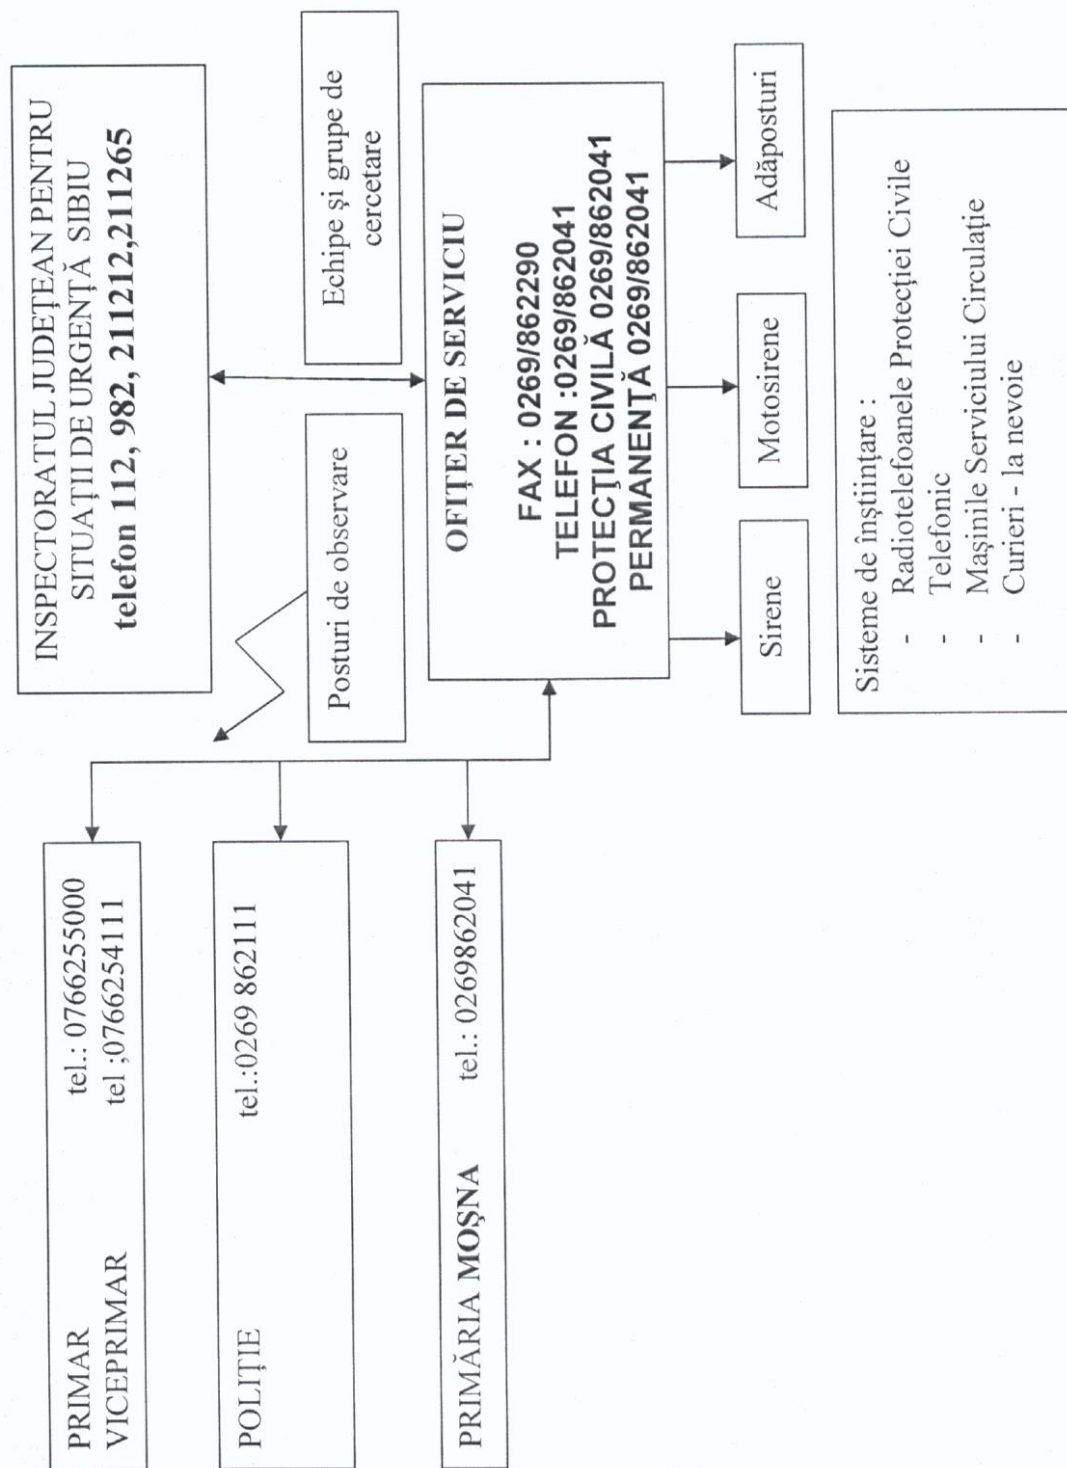 INSPECTORATUL JUDEȚEAN PENTRU
SITUAȚII DE URGENȚĂ SIBIU
telefon 112, 982, 211212,211265
Echipe și grupe de
cercetare
Posturi de observare
PRIMAR tel.: 0766255000
VICEPRIMAR tel ;0766254111
POLIȚIE tel.:0269 862111
PRIMĂRIA MOȘNA tel.: 0269862041
OFIȚER DE SERVICIU
FAX : 0269/862290
TELEFON :0269/862041
PROTECȚIA CIVILĂ 0269/862041
PERMANENȚĂ 0269/862041
Sirene
Motosirene
Adăposturi
Sisteme de înștiințare :
- Radiotelefoanele Protecției Civile
- Telefonic
- Mașinile Serviciului Circulație
- Curieri - la nevoie